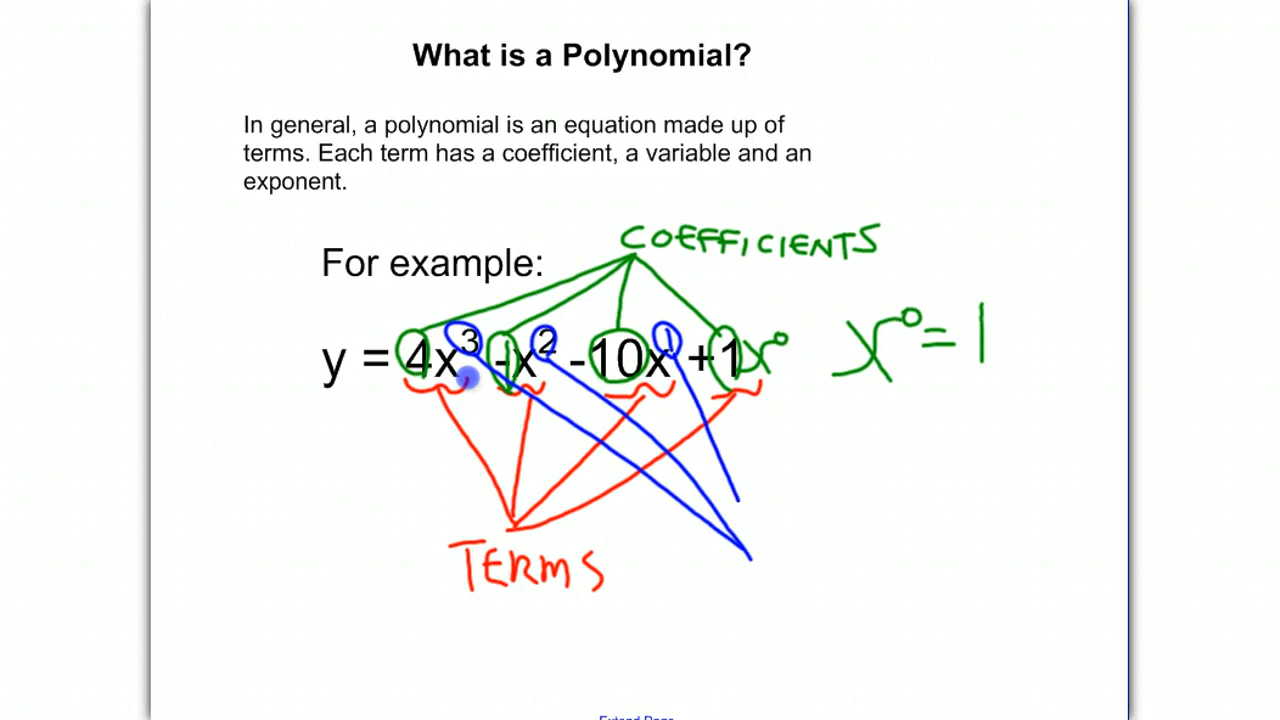 What is a Polynomial?
In general, a polynomial is an equation made up of
terms. Each term has a coefficient, a variable and an
exponent.
COEFFICIENTS
For example:
y = 4x³ -x² -10x¹ +1x⁰ x⁰ = 1
TERMS